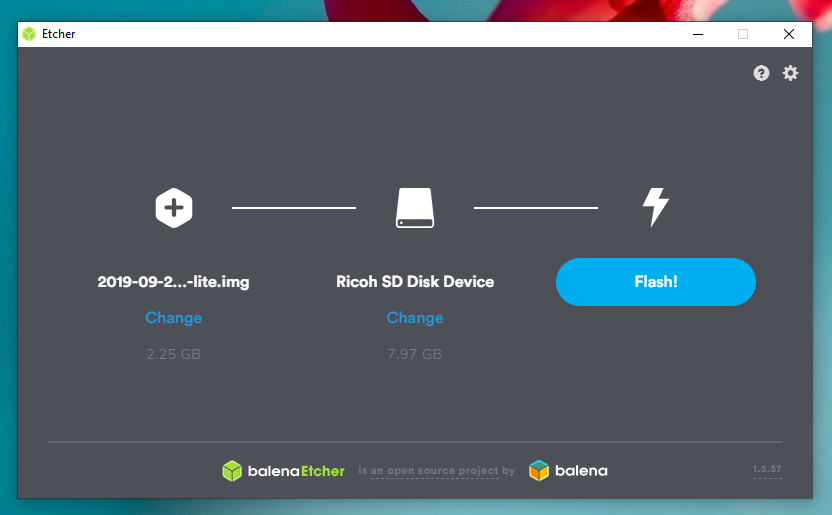 Etcher
2019-09-2...-lite.img
Ricoh SD Disk Device
Flash!
Change
Change
2.25 GB
7.97 GB
balenaEtcher is an open source project by balena
1.5.57